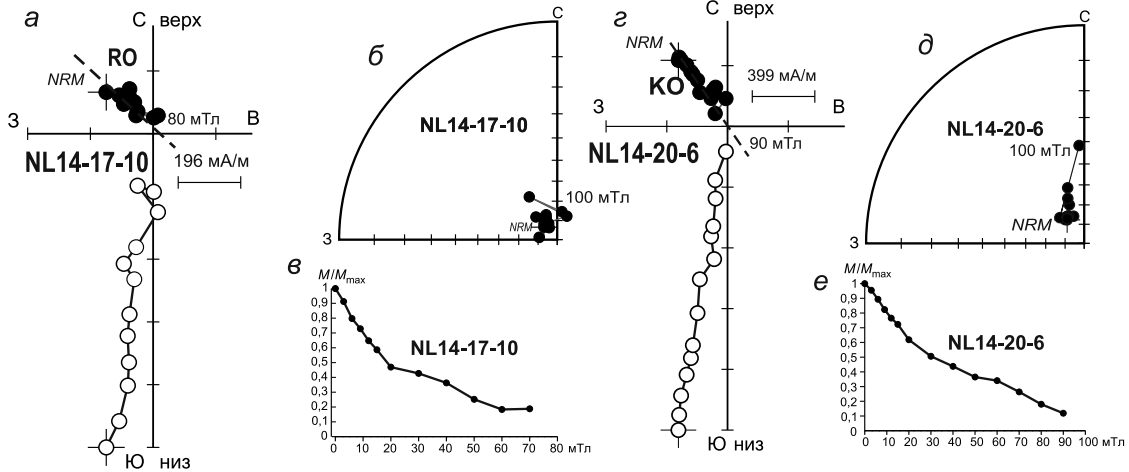 а
С верх
NRM
RO
80 мТл
З
В
NL14-17-10
196 мА/м
Ю низ
б
С
NL14-17-10
100 мТл
NRM
З
в
M/Mmax
1
0,9
0,8
0,7
0,6
0,5
0,4
0,3
0,2
0,1
0
NL14-17-10
0 10 20 30 40 50 60 70 80
мТл
г
С верх
NRM
KO
399 мА/м
З
В
NL14-20-6
90 мТл
Ю низ
д
С
NL14-20-6
100 мТл
NRM
З
е
M/Mmax
1
0,9
0,8
0,7
0,6
0,5
0,4
0,3
0,2
0,1
0
NL14-20-6
0 10 20 30 40 50 60 70 80 90 100
мТл